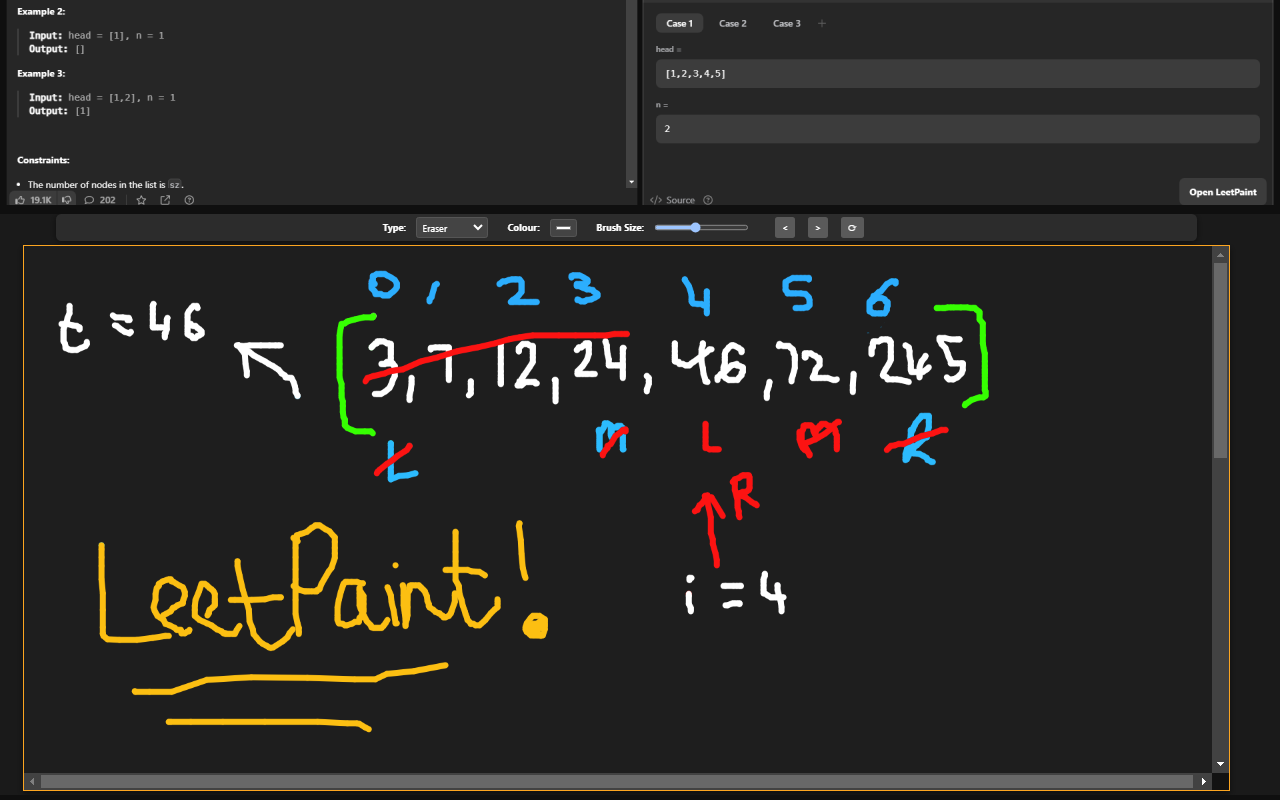 Example 2:
Input: head = [1], n = 1
Output: []
Example 3:
Input: head = [1,2], n = 1
Output: [1]
Constraints:
• The number of nodes in the list is sz.
19.1K 202
Case 1 Case 2 Case 3 +
head =
[1,2,3,4,5]
n =
2
</> Source
Open LeetPaint
Type: Eraser Colour: Brush Size: < >
0 1 2 3 4 5 6
t = 46
[3, 7, 12, 24, 46, 72, 245]
L M L M R
R
i = 4
LeetPaint!